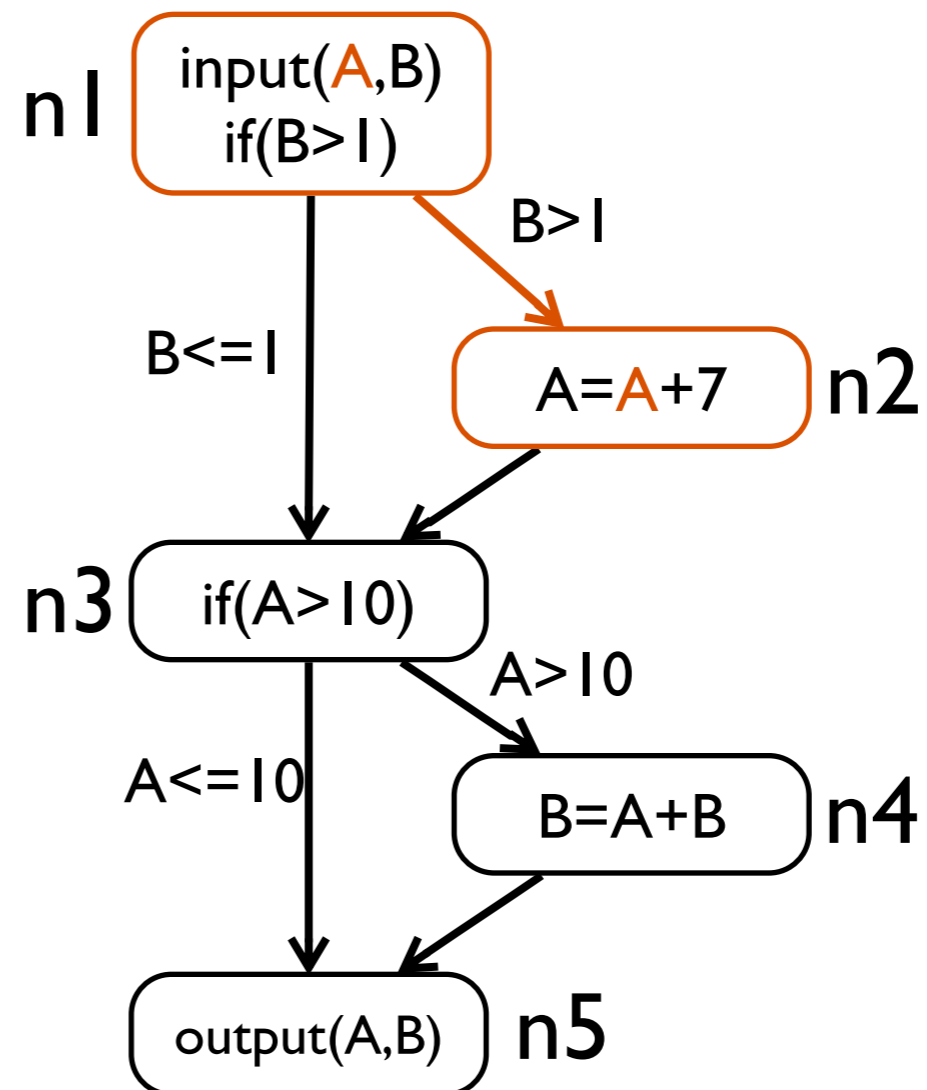 n1
input(A,B)
if(B>1)
B>1
B<=1
A=A+7
n2
n3
if(A>10)
A>10
A<=10
B=A+B
n4
output(A,B)
n5